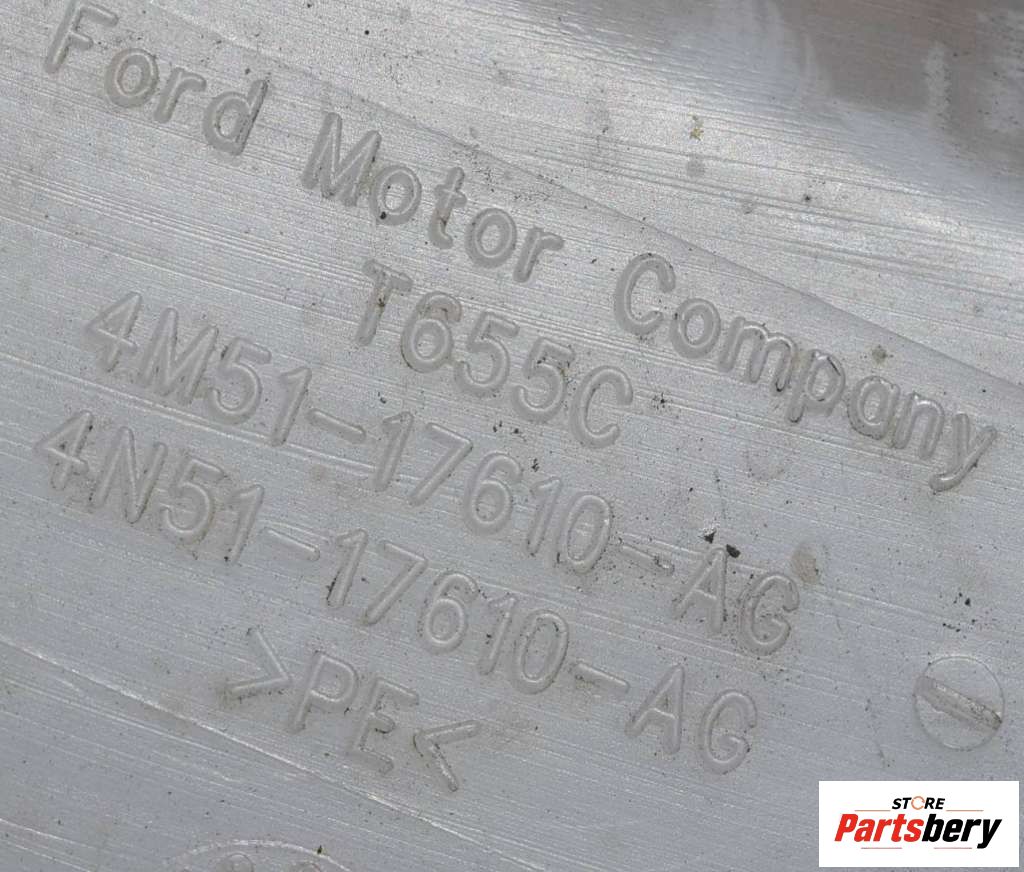 Ford Motor Company
T655C
4M51-17610-AG
4N51-17610-AG
>PE<
STORE
Partsbery